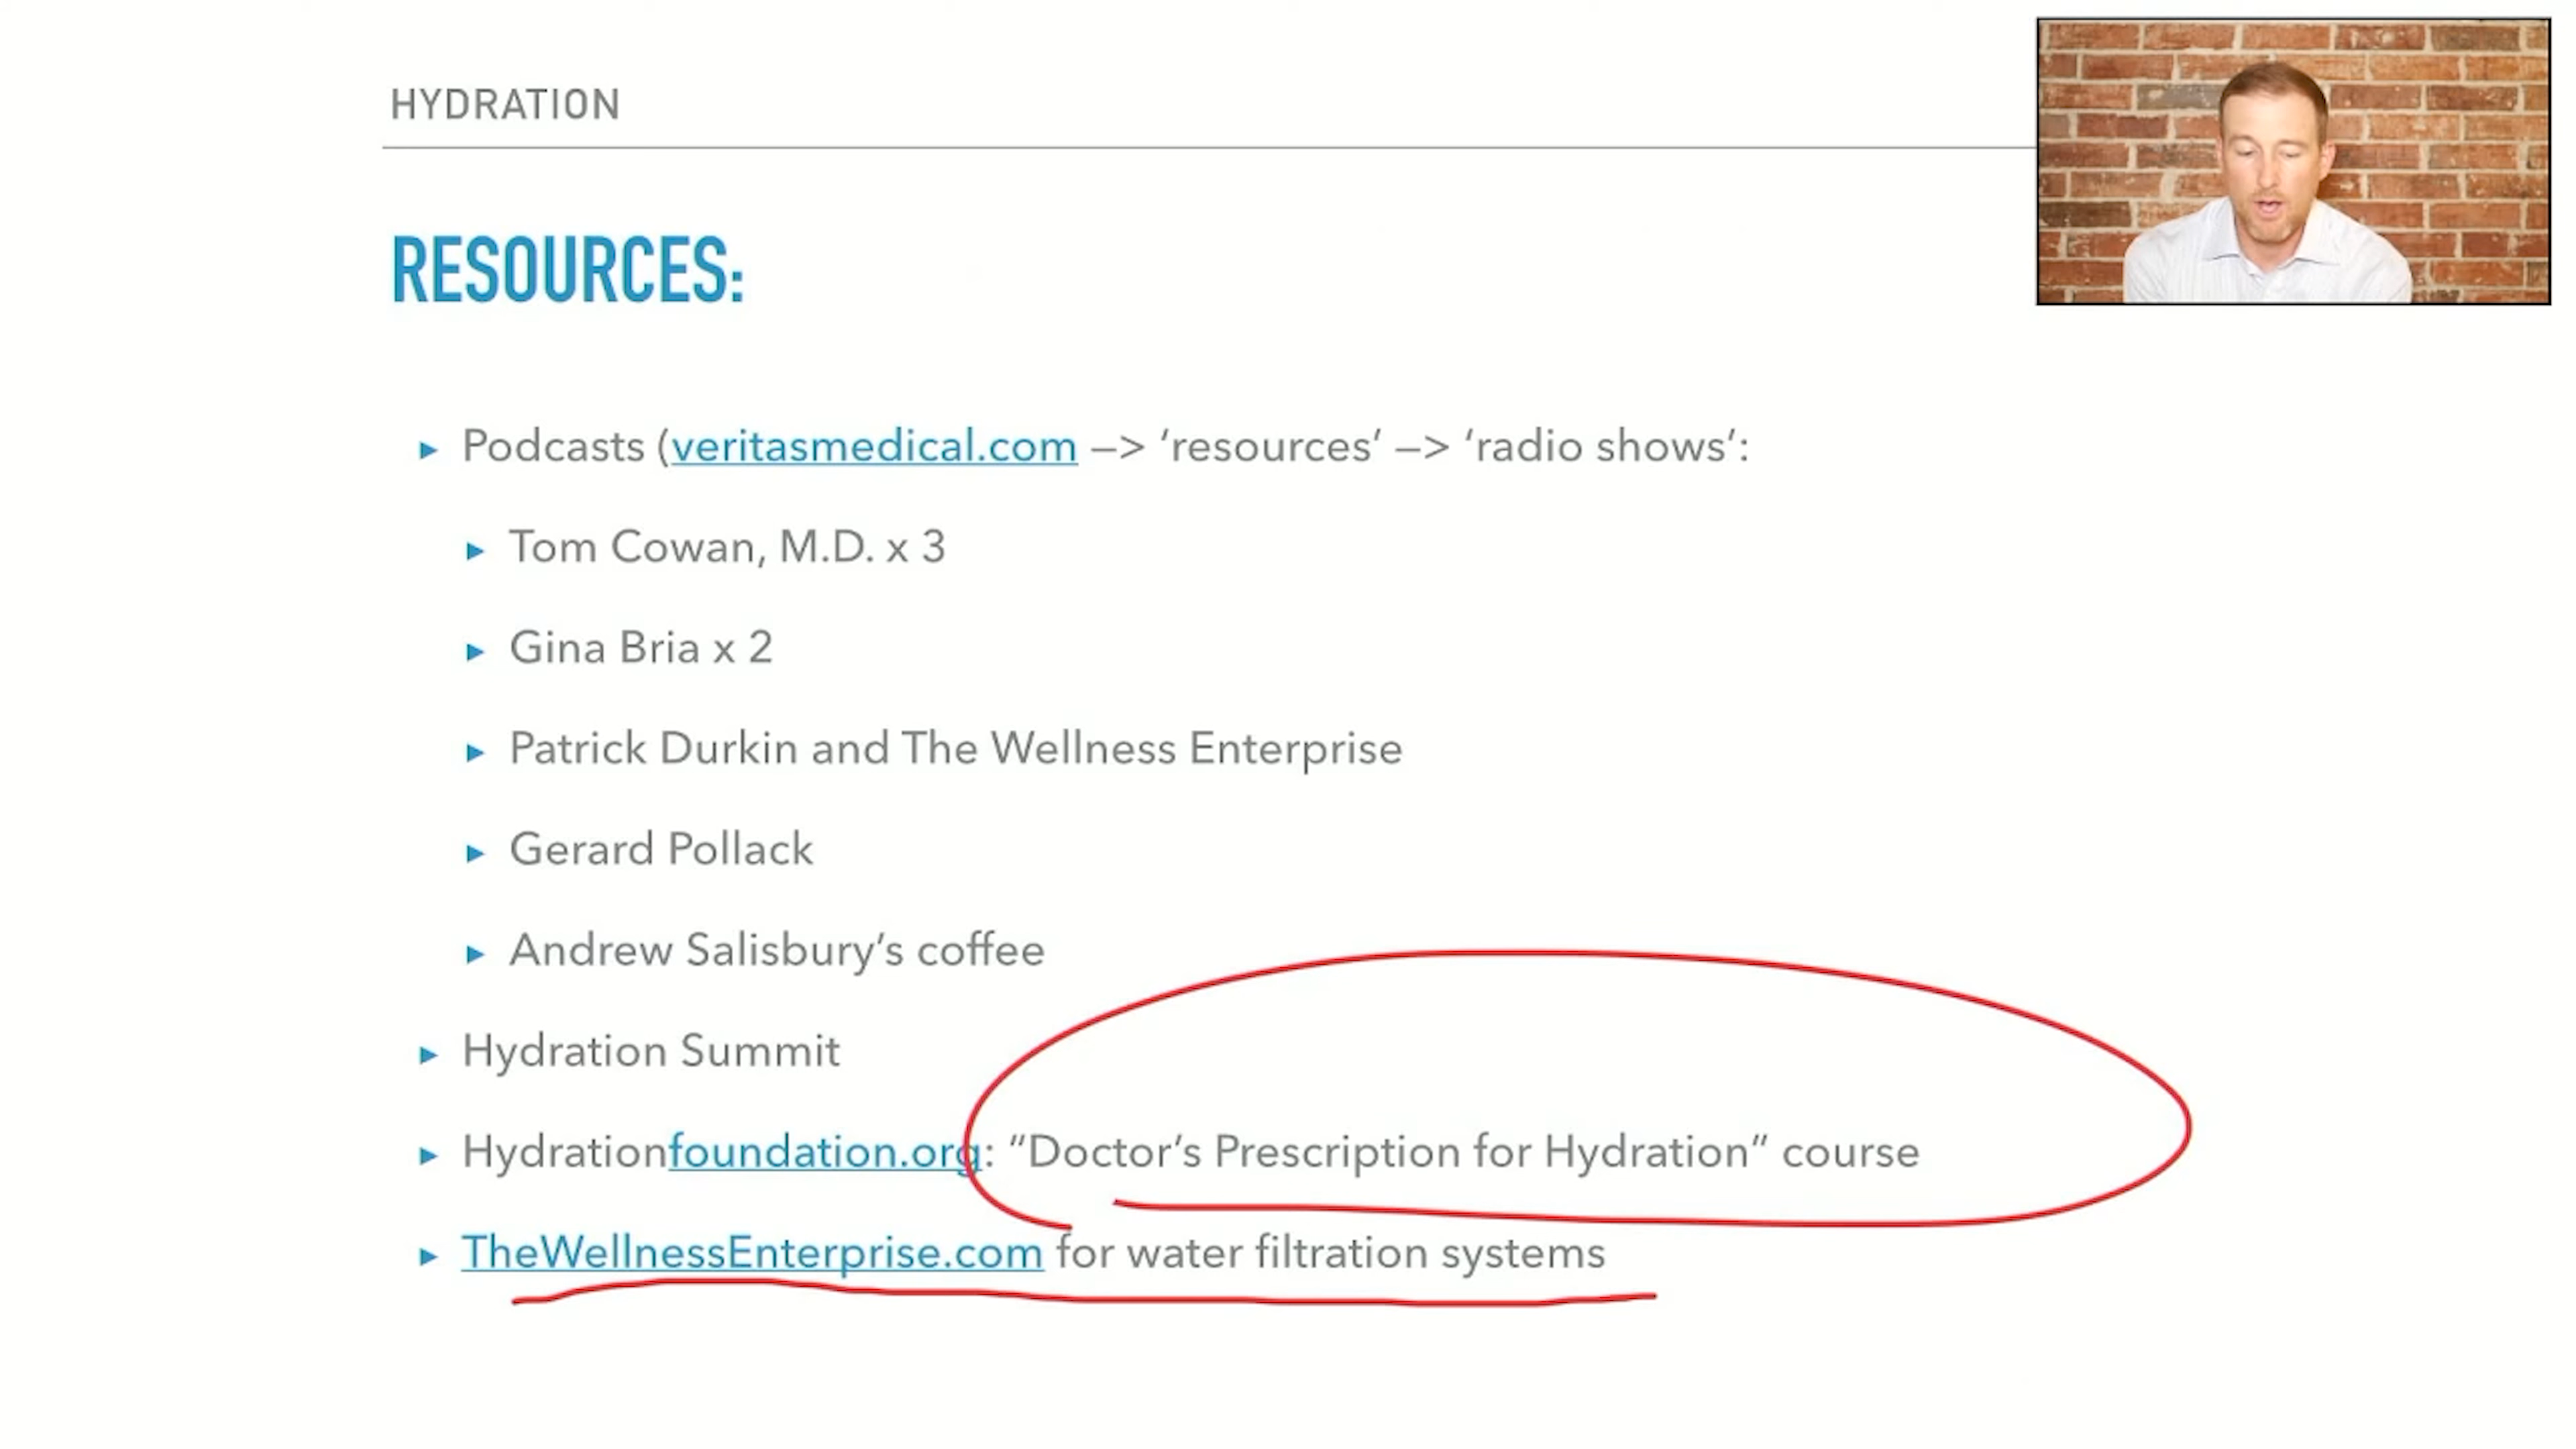 HYDRATION
RESOURCES:
Podcasts (veritasmedical.com —> ‘resources’ —> ‘radio shows’:
Tom Cowan, M.D. x 3
Gina Bria x 2
Patrick Durkin and The Wellness Enterprise
Gerard Pollack
Andrew Salisbury’s coffee
Hydration Summit
Hydrationfoundation.org: “Doctor’s Prescription for Hydration” course
TheWellnessEnterprise.com for water filtration systems